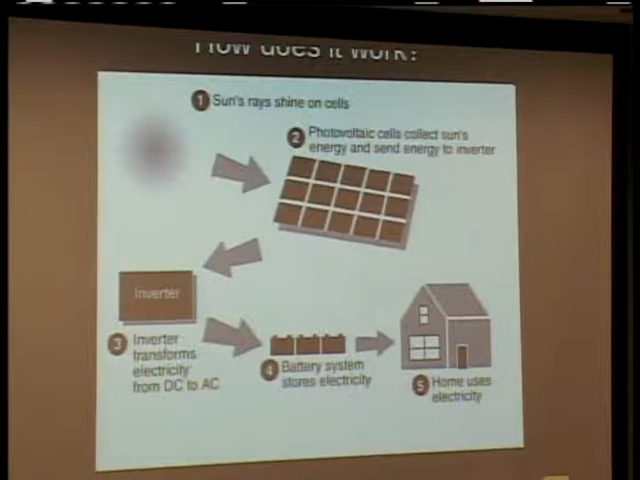 How does it work?
1 Sun's rays shine on cells
2 Photovoltaic cells collect sun's
energy and send energy to inverter
Inverter
3 Inverter
transforms
electricity
from DC to AC
4 Battery system
stores electricity
5 Home uses
electricity